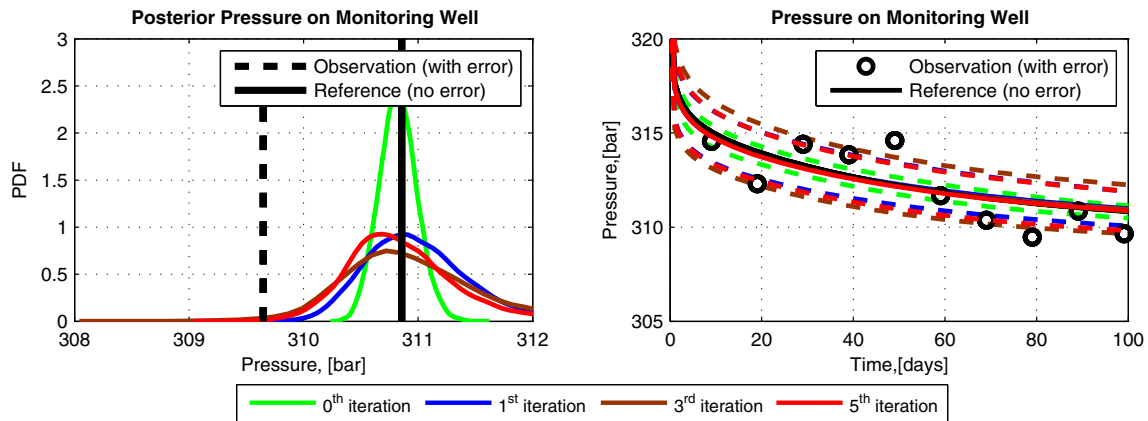 Posterior Pressure on Monitoring Well
3
2.5
2
1.5
1
0.5
0
PDF
Observation (with error)
Reference (no error)
308
309
310
311
312
Pressure, [bar]
Pressure on Monitoring Well
320
315
310
305
Pressure,[bar]
Observation (with error)
Reference (no error)
0
20
40
60
80
100
Time,[days]
0th iteration
1st iteration
3rd iteration
5th iteration